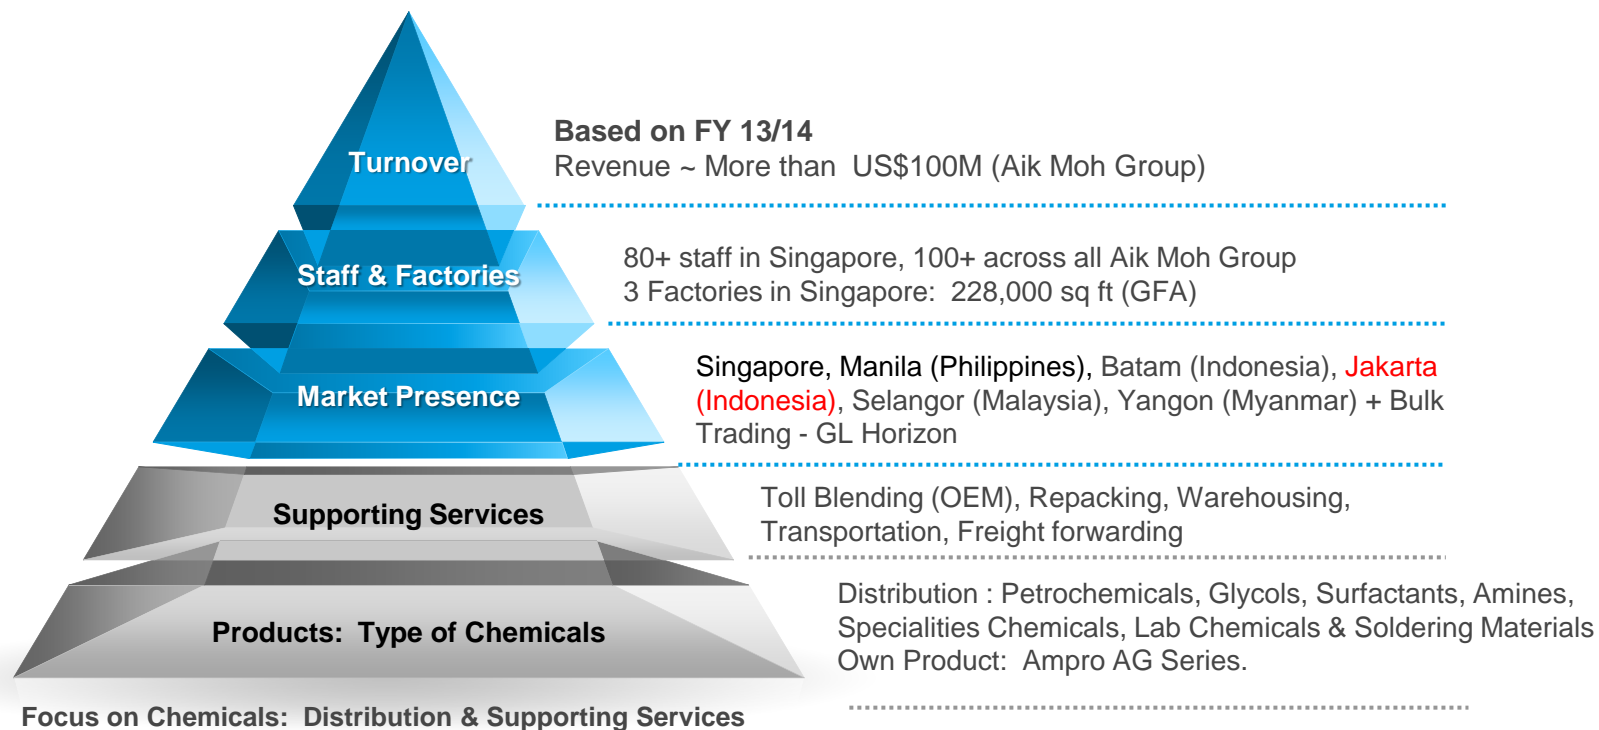 Turnover
Based on FY 13/14
Revenue ~ More than US$100M (Aik Moh Group)
Staff & Factories
80+ staff in Singapore, 100+ across all Aik Moh Group
3 Factories in Singapore: 228,000 sq ft (GFA)
Market Presence
Singapore, Manila (Philippines), Batam (Indonesia), Jakarta
(Indonesia), Selangor (Malaysia), Yangon (Myanmar) + Bulk
Trading - GL Horizon
Supporting Services
Toll Blending (OEM), Repacking, Warehousing,
Transportation, Freight forwarding
Products: Type of Chemicals
Distribution : Petrochemicals, Glycols, Surfactants, Amines,
Specialities Chemicals, Lab Chemicals & Soldering Materials
Own Product: Ampro AG Series.
Focus on Chemicals: Distribution & Supporting Services